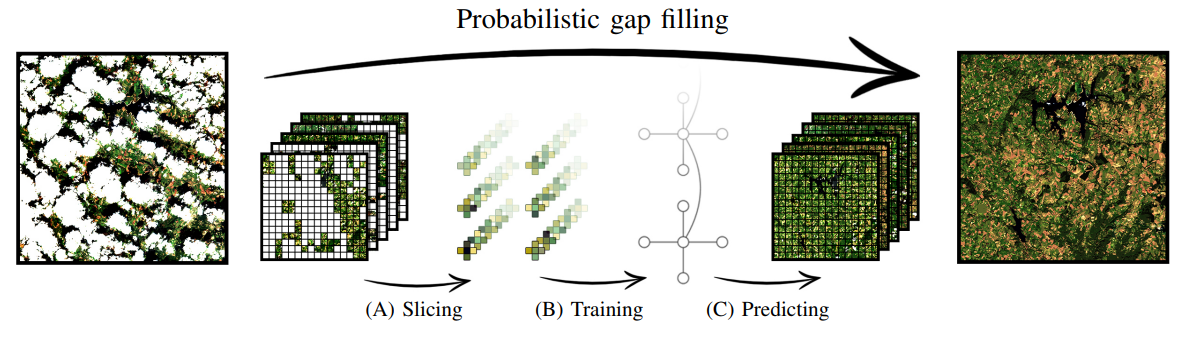 Probabilistic gap filling
(A) Slicing
(B) Training
(C) Predicting